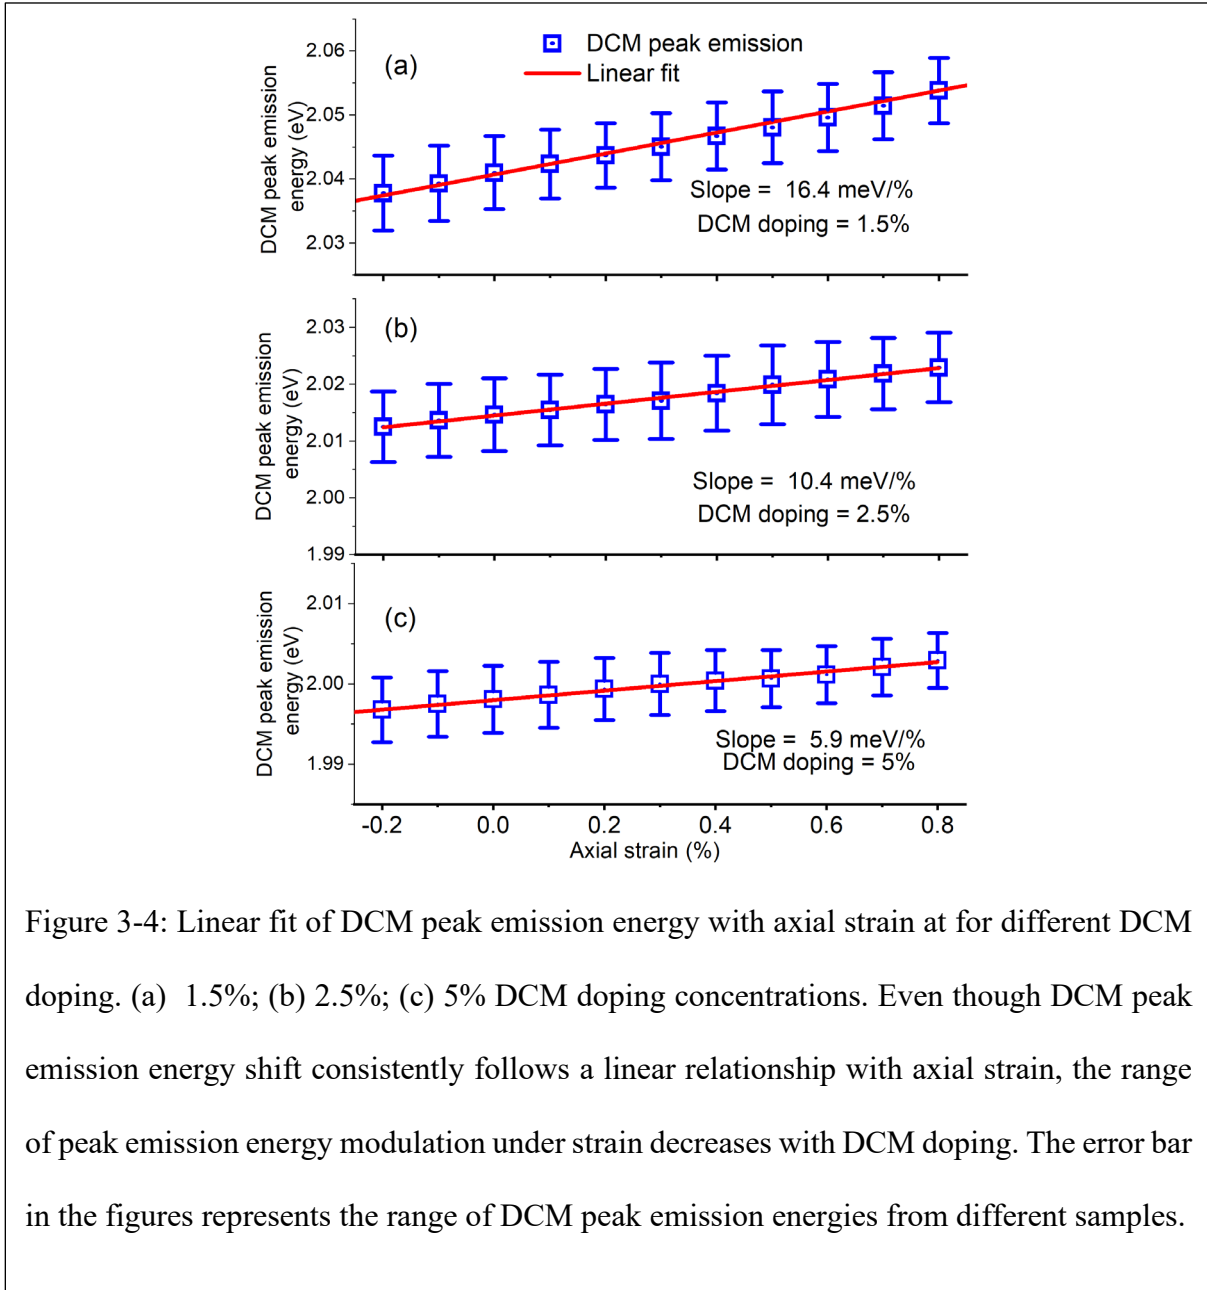 (a)
DCM peak emission
Linear fit
DCM peak emission
energy (eV)
2.06
2.05
2.04
2.03
Slope =  16.4 meV/%
DCM doping = 1.5%
(b)
DCM peak emission
energy (eV)
2.03
2.02
2.01
2.00
1.99
Slope =  10.4 meV/%
DCM doping = 2.5%
(c)
DCM peak emission
energy (eV)
2.01
2.00
1.99
Slope =  5.9 meV/%
DCM doping = 5%
-0.2 0.0 0.2 0.4 0.6 0.8
Axial strain (%)
Figure 3-4: Linear fit of DCM peak emission energy with axial strain at for different DCM
doping. (a)  1.5%; (b) 2.5%; (c) 5% DCM doping concentrations. Even though DCM peak
emission energy shift consistently follows a linear relationship with axial strain, the range
of peak emission energy modulation under strain decreases with DCM doping. The error bar
in the figures represents the range of DCM peak emission energies from different samples.